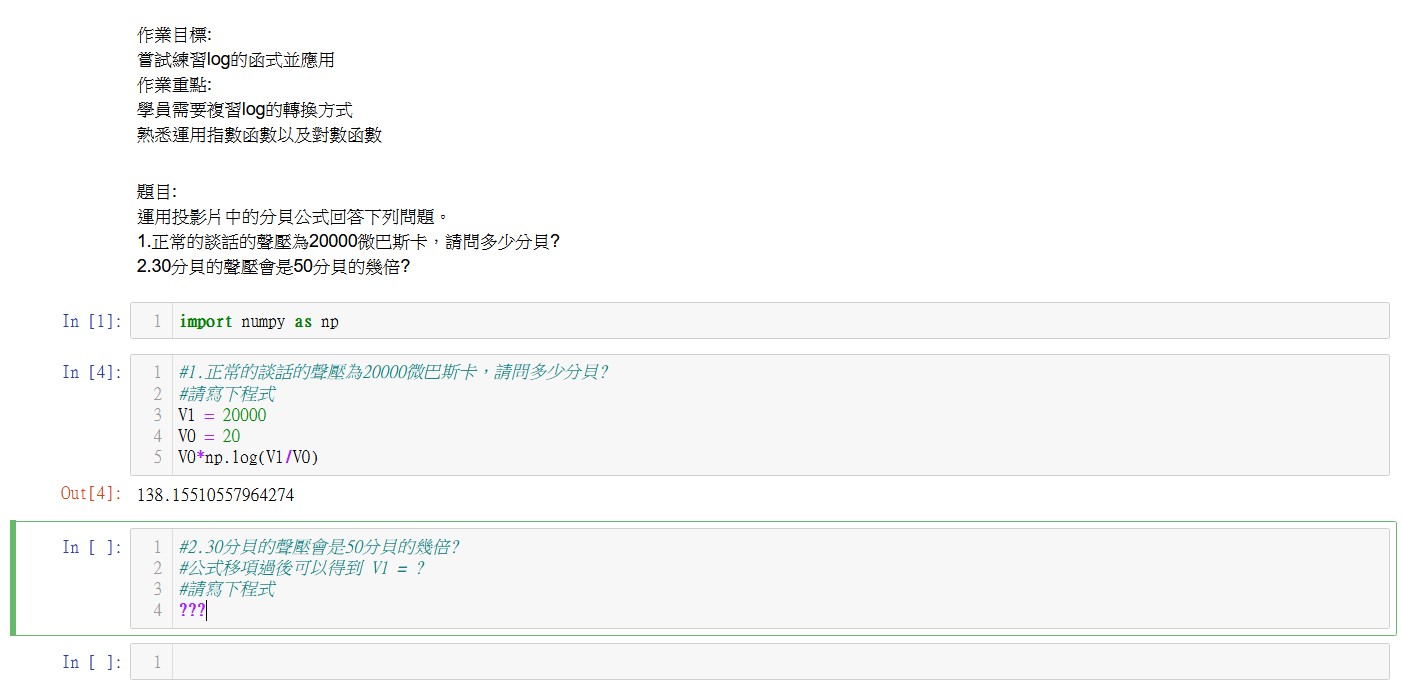 作業目標:
嘗試練習log的函式並應用
作業重點:
學員需要複習log的轉換方式
熟悉運用指數函數以及對數函數
題目:
運用投影片中的分貝公式回答下列問題。
1.正常的談話的聲壓為20000微巴斯卡，請問多少分貝?
2.30分貝的聲壓會是50分貝的幾倍?
In [1]: 1 import numpy as np
In [4]: 1 #1.正常的談話的聲壓為20000微巴斯卡，請問多少分貝?
2 #請寫下程式
3 V1 = 20000
4 V0 = 20
5 V0*np.log(V1/V0)
Out[4]: 138.15510557964274
In [ ]: 1 #2.30分貝的聲壓會是50分貝的幾倍?
2 #公式移項過後可以得到 V1 = ?
3 #請寫下程式
4 ???
In [ ]: 1